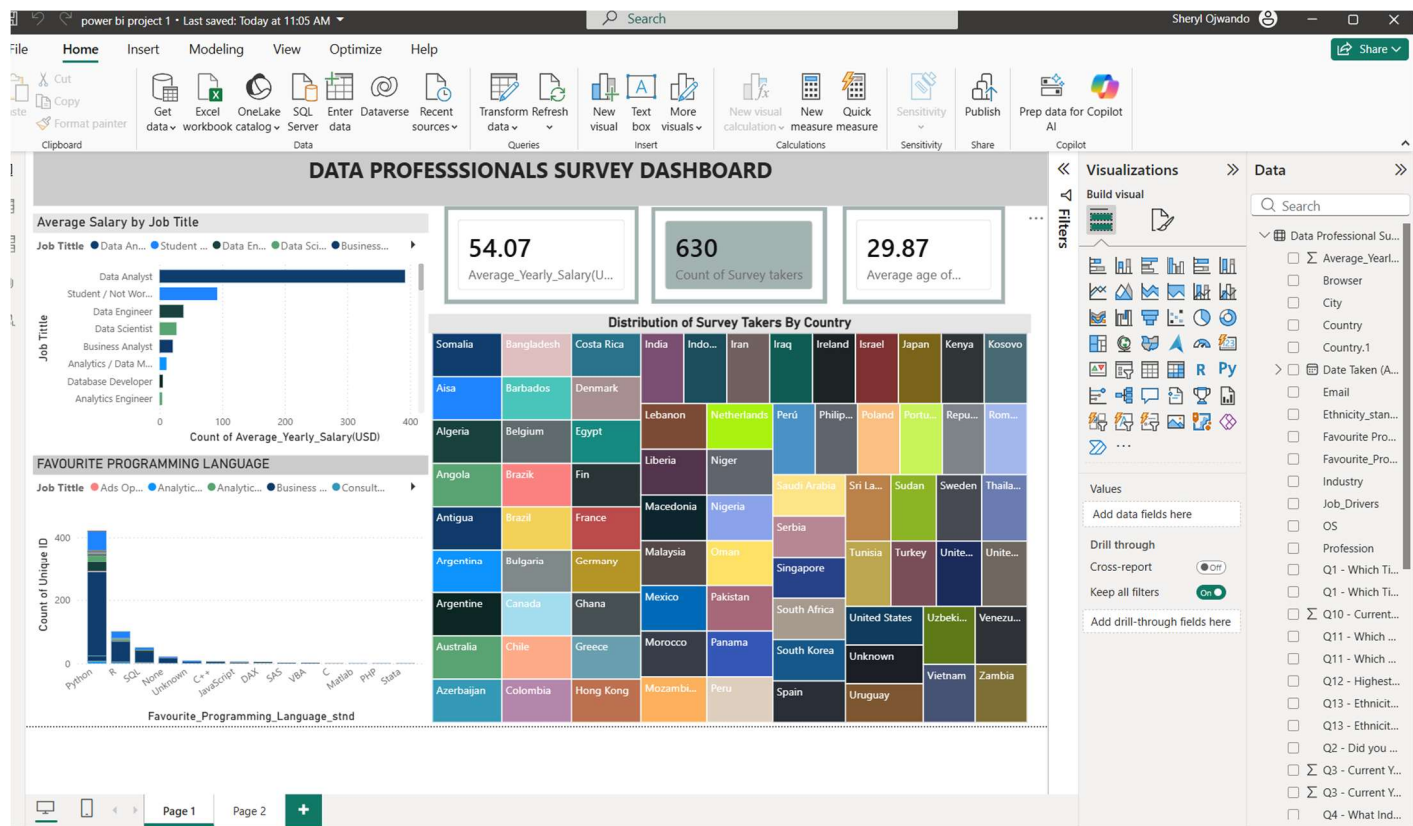 power bi project 1 • Last saved: Today at 11:05 AM
Search
Sheryl Ojwando
File Home Insert Modeling View Optimize Help
Share
Cut
Copy
Format painter
Clipboard
Get data
Excel workbook
OneLake catalog
SQL Server
Enter data
Dataverse
Recent sources
Data
Transform data
Refresh
Queries
New visual
Text box
More visuals
Insert
New visual calculation
New measure
Quick measure
Calculations
Sensitivity
Sensitivity
Publish
Share
Prep data for AI
Copilot
Copilot
DATA PROFESSSIONALS SURVEY DASHBOARD
Average Salary by Job Title
Job Tittle Data An... Student ... Data En... Data Sci... Business...
Job Tittle
Data Analyst
Student / Not Wor...
Data Engineer
Data Scientist
Business Analyst
Analytics / Data M...
Database Developer
Analytics Engineer
0 100 200 300 400
Count of Average_Yearly_Salary(USD)
54.07
Average_Yearly_Salary(U...
630
Count of Survey takers
29.87
Average age of...
FAVOURITE PROGRAMMING LANGUAGE
Job Tittle Ads Op... Analytic... Analytic... Business ... Consult...
Count of Unique ID
400
200
0
Python R SQL None Unknown C++ JavaScript DAX SAS VBA C Matlab PHP Stata
Favourite_Programming_Language_stnd
Distribution of Survey Takers By Country
Somalia
Aisa
Algeria
Angola
Antigua
Argentina
Argentine
Australia
Azerbaijan
Bangladesh
Barbados
Belgium
Brazik
Brazil
Bulgaria
Canada
Chile
Colombia
Costa Rica
Denmark
Egypt
Fin
France
Germany
Ghana
Greece
Hong Kong
India
Indo...
Iran
Iraq
Ireland
Israel
Japan
Kenya
Kosovo
Lebanon
Liberia
Macedonia
Malaysia
Mexico
Morocco
Mozambi...
Netherlands
Niger
Nigeria
Oman
Pakistan
Panama
Peru
Perú
Philip...
Poland
Portu...
Repu...
Rom...
Saudi Arabia
Serbia
Singapore
South Africa
South Korea
Spain
Sri La...
Sudan
Sweden
Thaila...
Tunisia
Turkey
Unite...
Unite...
United States
Unknown
Uruguay
Uzbeki...
Venezu...
Vietnam
Zambia
Filters
Visualizations
Build visual
R Py
123
Values
Add data fields here
Drill through
Cross-report
Off
Keep all filters
On
Add drill-through fields here
Data
Search
Data Professional Su...
Average_Yearl...
Browser
City
Country
Country.1
Date Taken (A...
Email
Ethnicity_stan...
Favourite Pro...
Favourite_Pro...
Industry
Job_Drivers
OS
Profession
Q1 - Which Ti...
Q1 - Which Ti...
Q10 - Current...
Q11 - Which ...
Q11 - Which ...
Q12 - Highest...
Q13 - Ethnicit...
Q13 - Ethnicit...
Q2 - Did you ...
Q3 - Current Y...
Q3 - Current Y...
Q4 - What Ind...
Page 1
Page 2